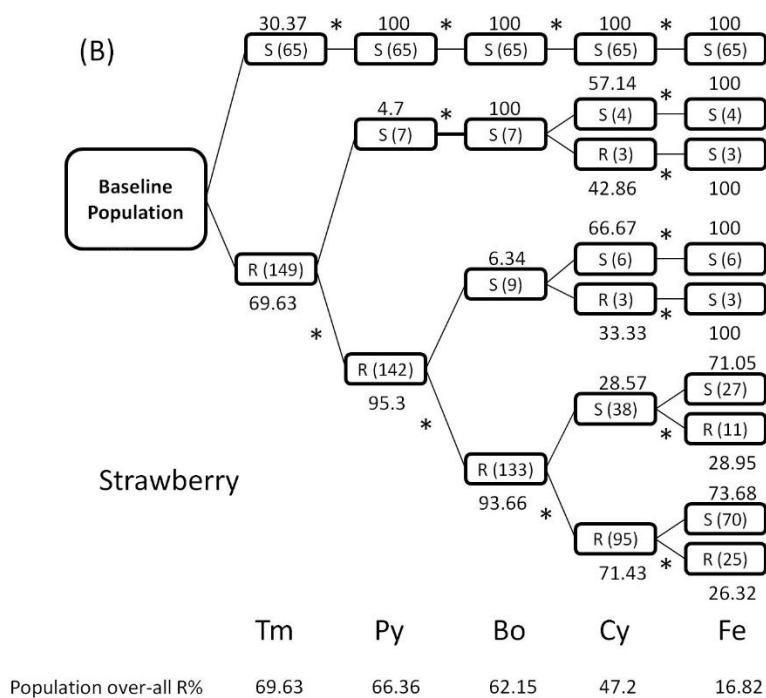 (B)
30.37 * 100 * 100 * 100 * 100
S (65) S (65) S (65) S (65) S (65)
57.14 * 100
4.7 * 100
S (4) S (4)
S (7) S (7)
R (3) S (3)
42.86 * 100
Baseline
Population
66.67 * 100
6.34
S (6) S (6)
R (149)
S (9)
R (3) S (3)
69.63
*
33.33 * 100
R (142)
95.3
*
28.57
71.05
S (38)
S (27)
* R (11)
28.95
R (133)
93.66
*
Strawberry
73.68
S (70)
R (95)
71.43
* R (25)
26.32
Tm Py Bo Cy Fe
Population over-all R% 69.63 66.36 62.15 47.2 16.82